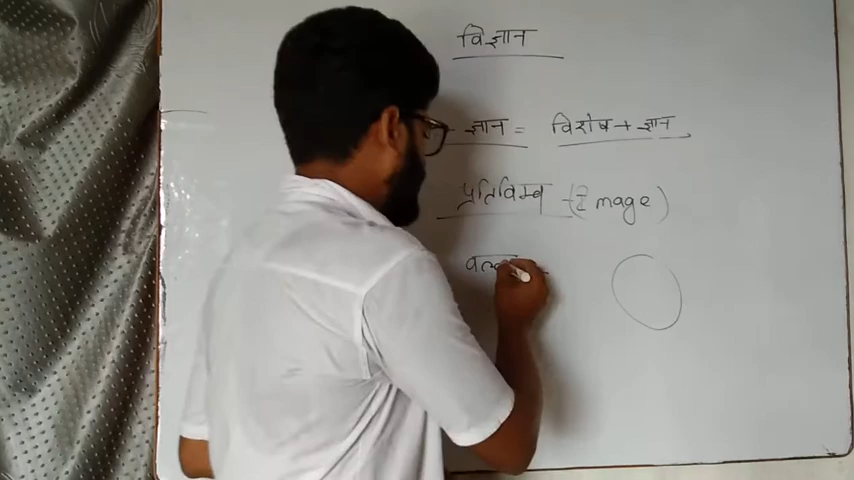 विज्ञान
- ज्ञान = विशेष + ज्ञान
प्रतिविम्ब - (Image)